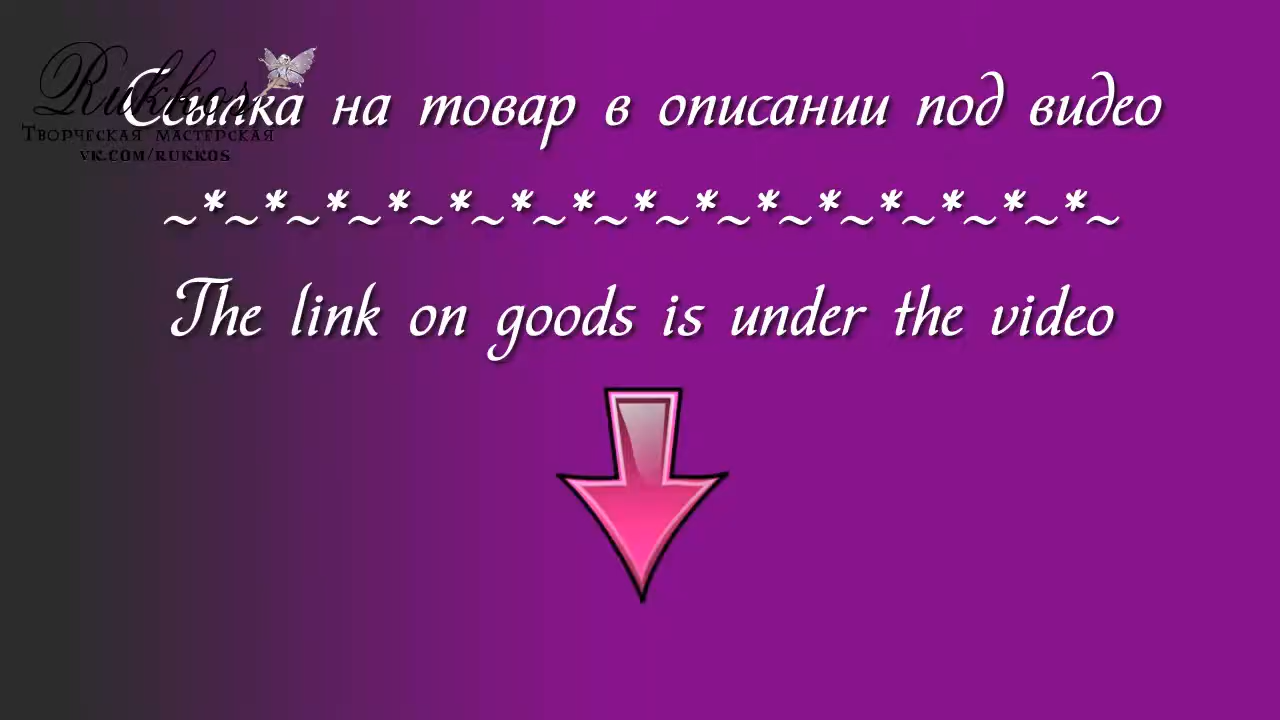 Rukkos
Творческая мастерская
vk.com/rukkos
Ссылка на товар в описании под видео
~*~*~*~*~*~*~*~*~*~*~*~*~*~*~*~
The link on goods is under the video